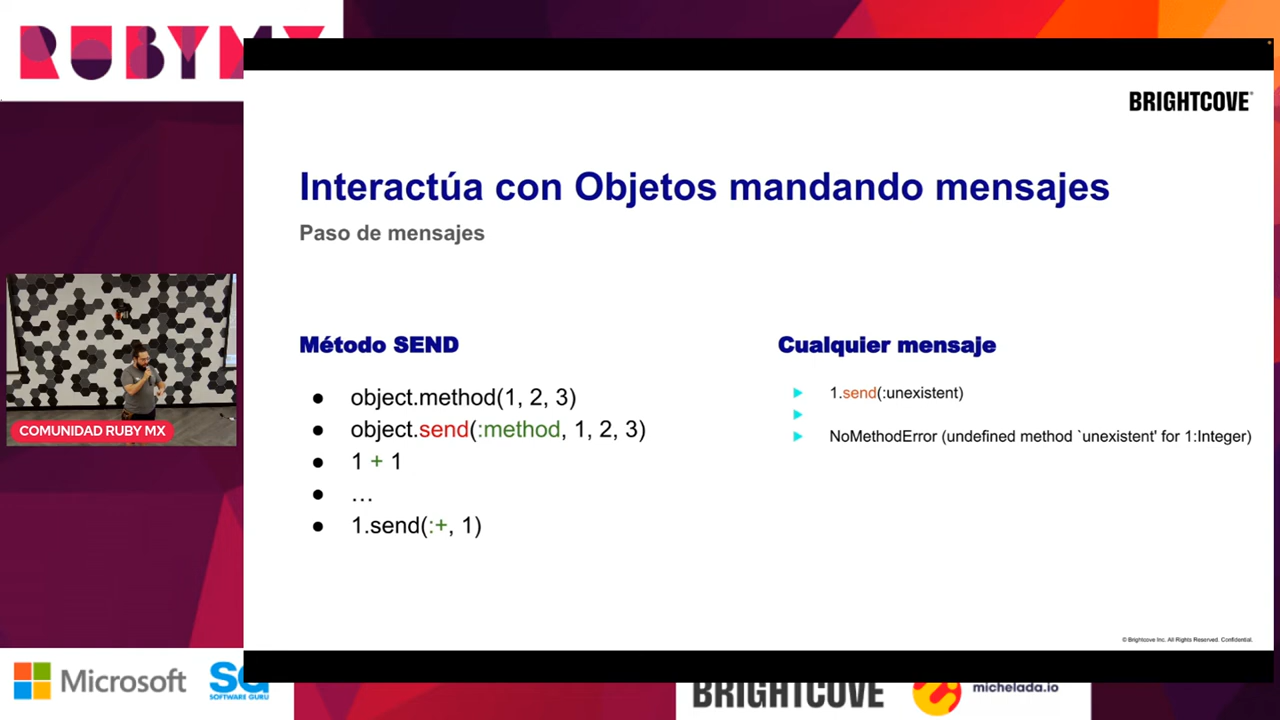 RUBY MX
BRIGHTCOVE
Interactúa con Objetos mandando mensajes
Paso de mensajes
Método SEND
● object.method(1, 2, 3)
● object.send(:method, 1, 2, 3)
● 1 + 1
● …
● 1.send(:+, 1)
Cualquier mensaje
► 1.send(:unexistent)
►
► NoMethodError (undefined method `unexistent' for 1:Integer)
© Brightcove Inc. All Rights Reserved. Confidential.
COMUNIDAD RUBY MX
Microsoft
SG
SOFTWARE GURU
BRIGHTCOVE
michelada.io